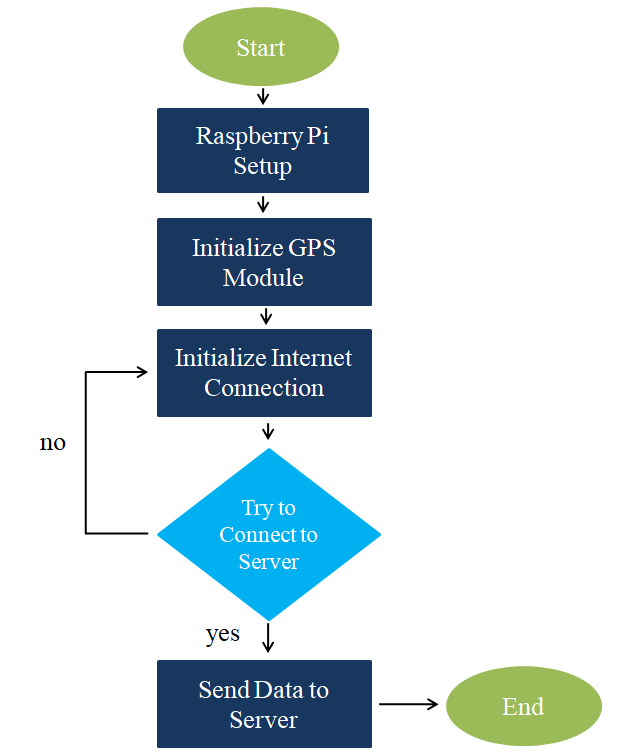 Start
Raspberry Pi
Setup
Initialize GPS
Module
Initialize Internet
Connection
no
Try to
Connect to
Server
yes
Send Data to
Server
End